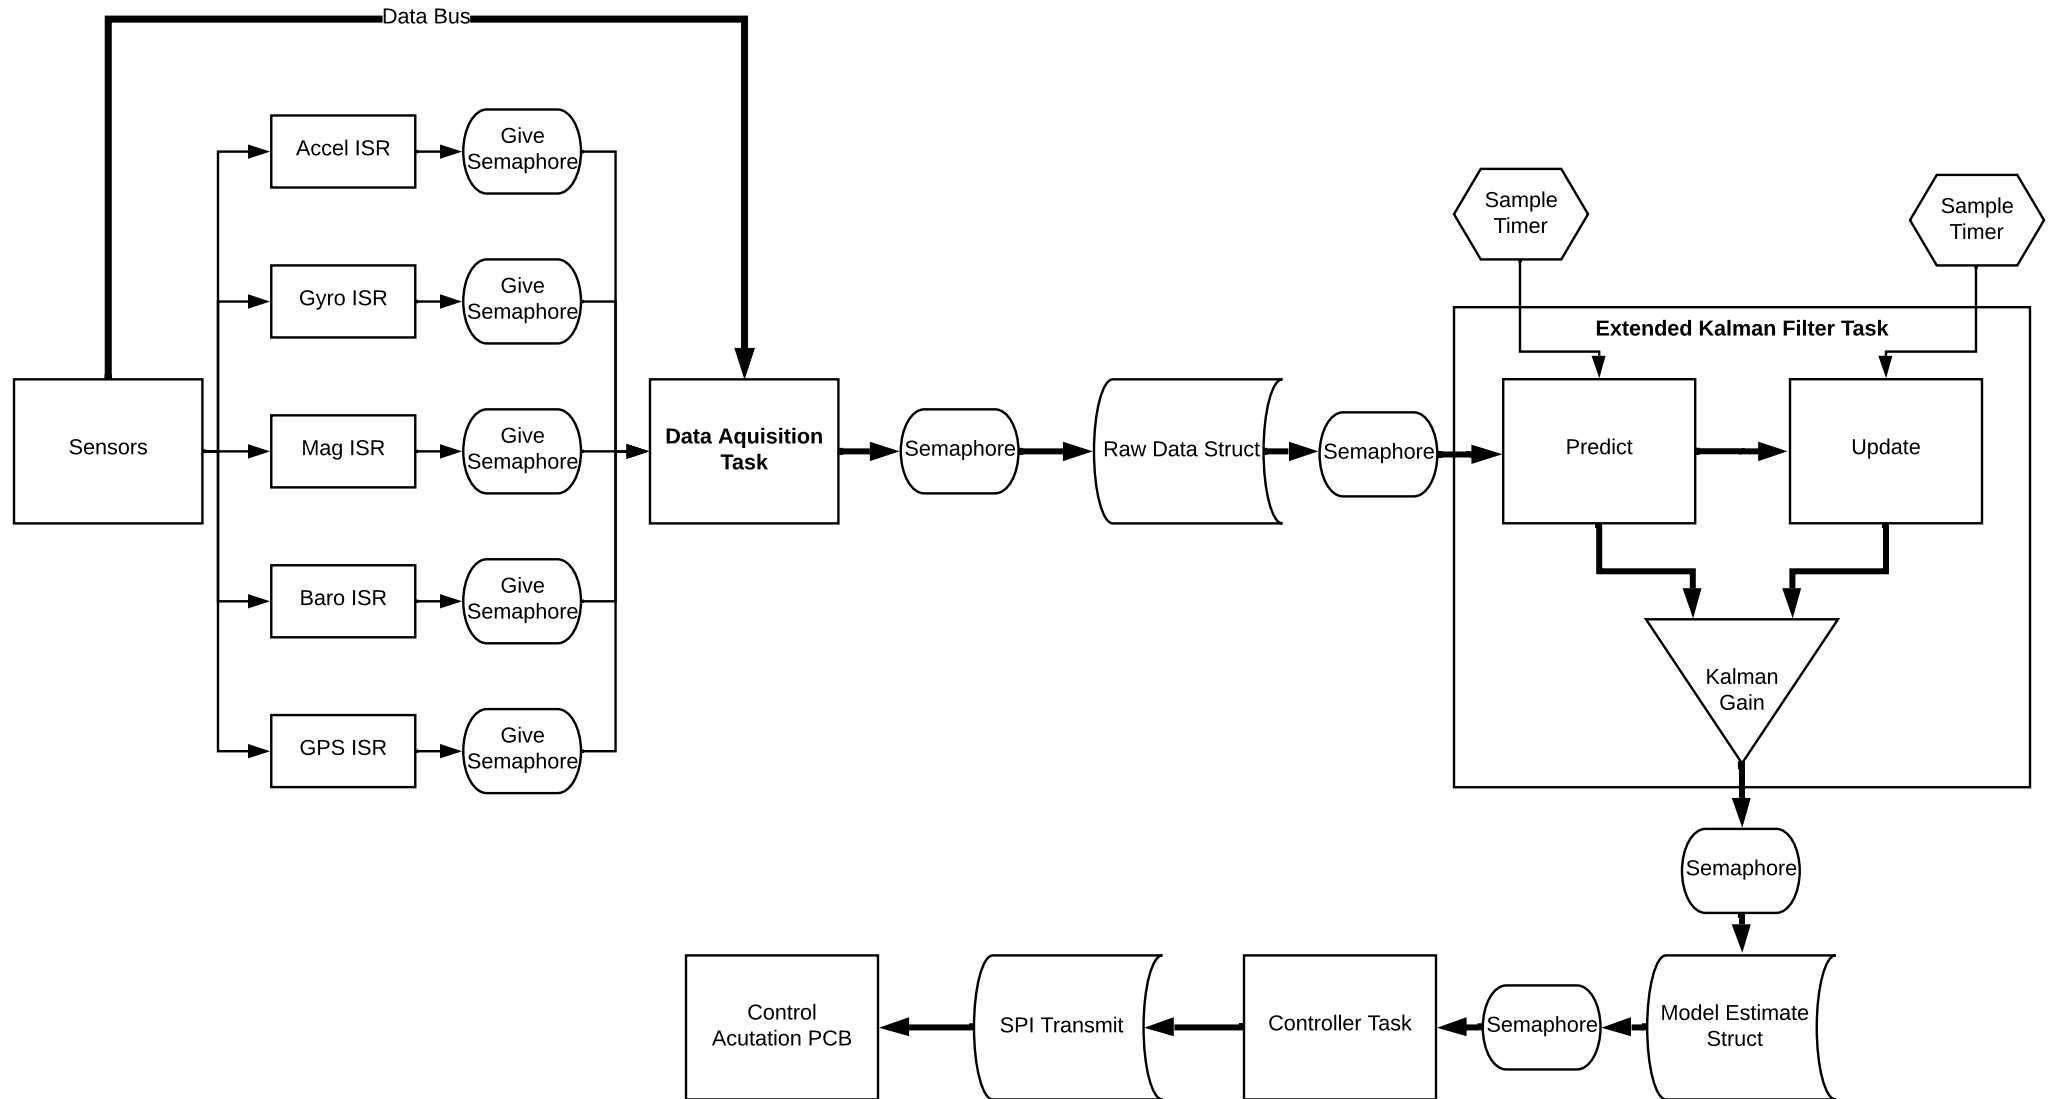 Data Bus
Accel ISR
Give
Semaphore
Sample
Timer
Sample
Timer
Gyro ISR
Give
Semaphore
Extended Kalman Filter Task
Sensors
Mag ISR
Give
Semaphore
Data Aquisition
Task
Semaphore
Raw Data Struct
Semaphore
Predict
Update
Baro ISR
Give
Semaphore
Kalman
Gain
GPS ISR
Give
Semaphore
Semaphore
Control
Acutation PCB
SPI Transmit
Controller Task
Semaphore
Model Estimate
Struct